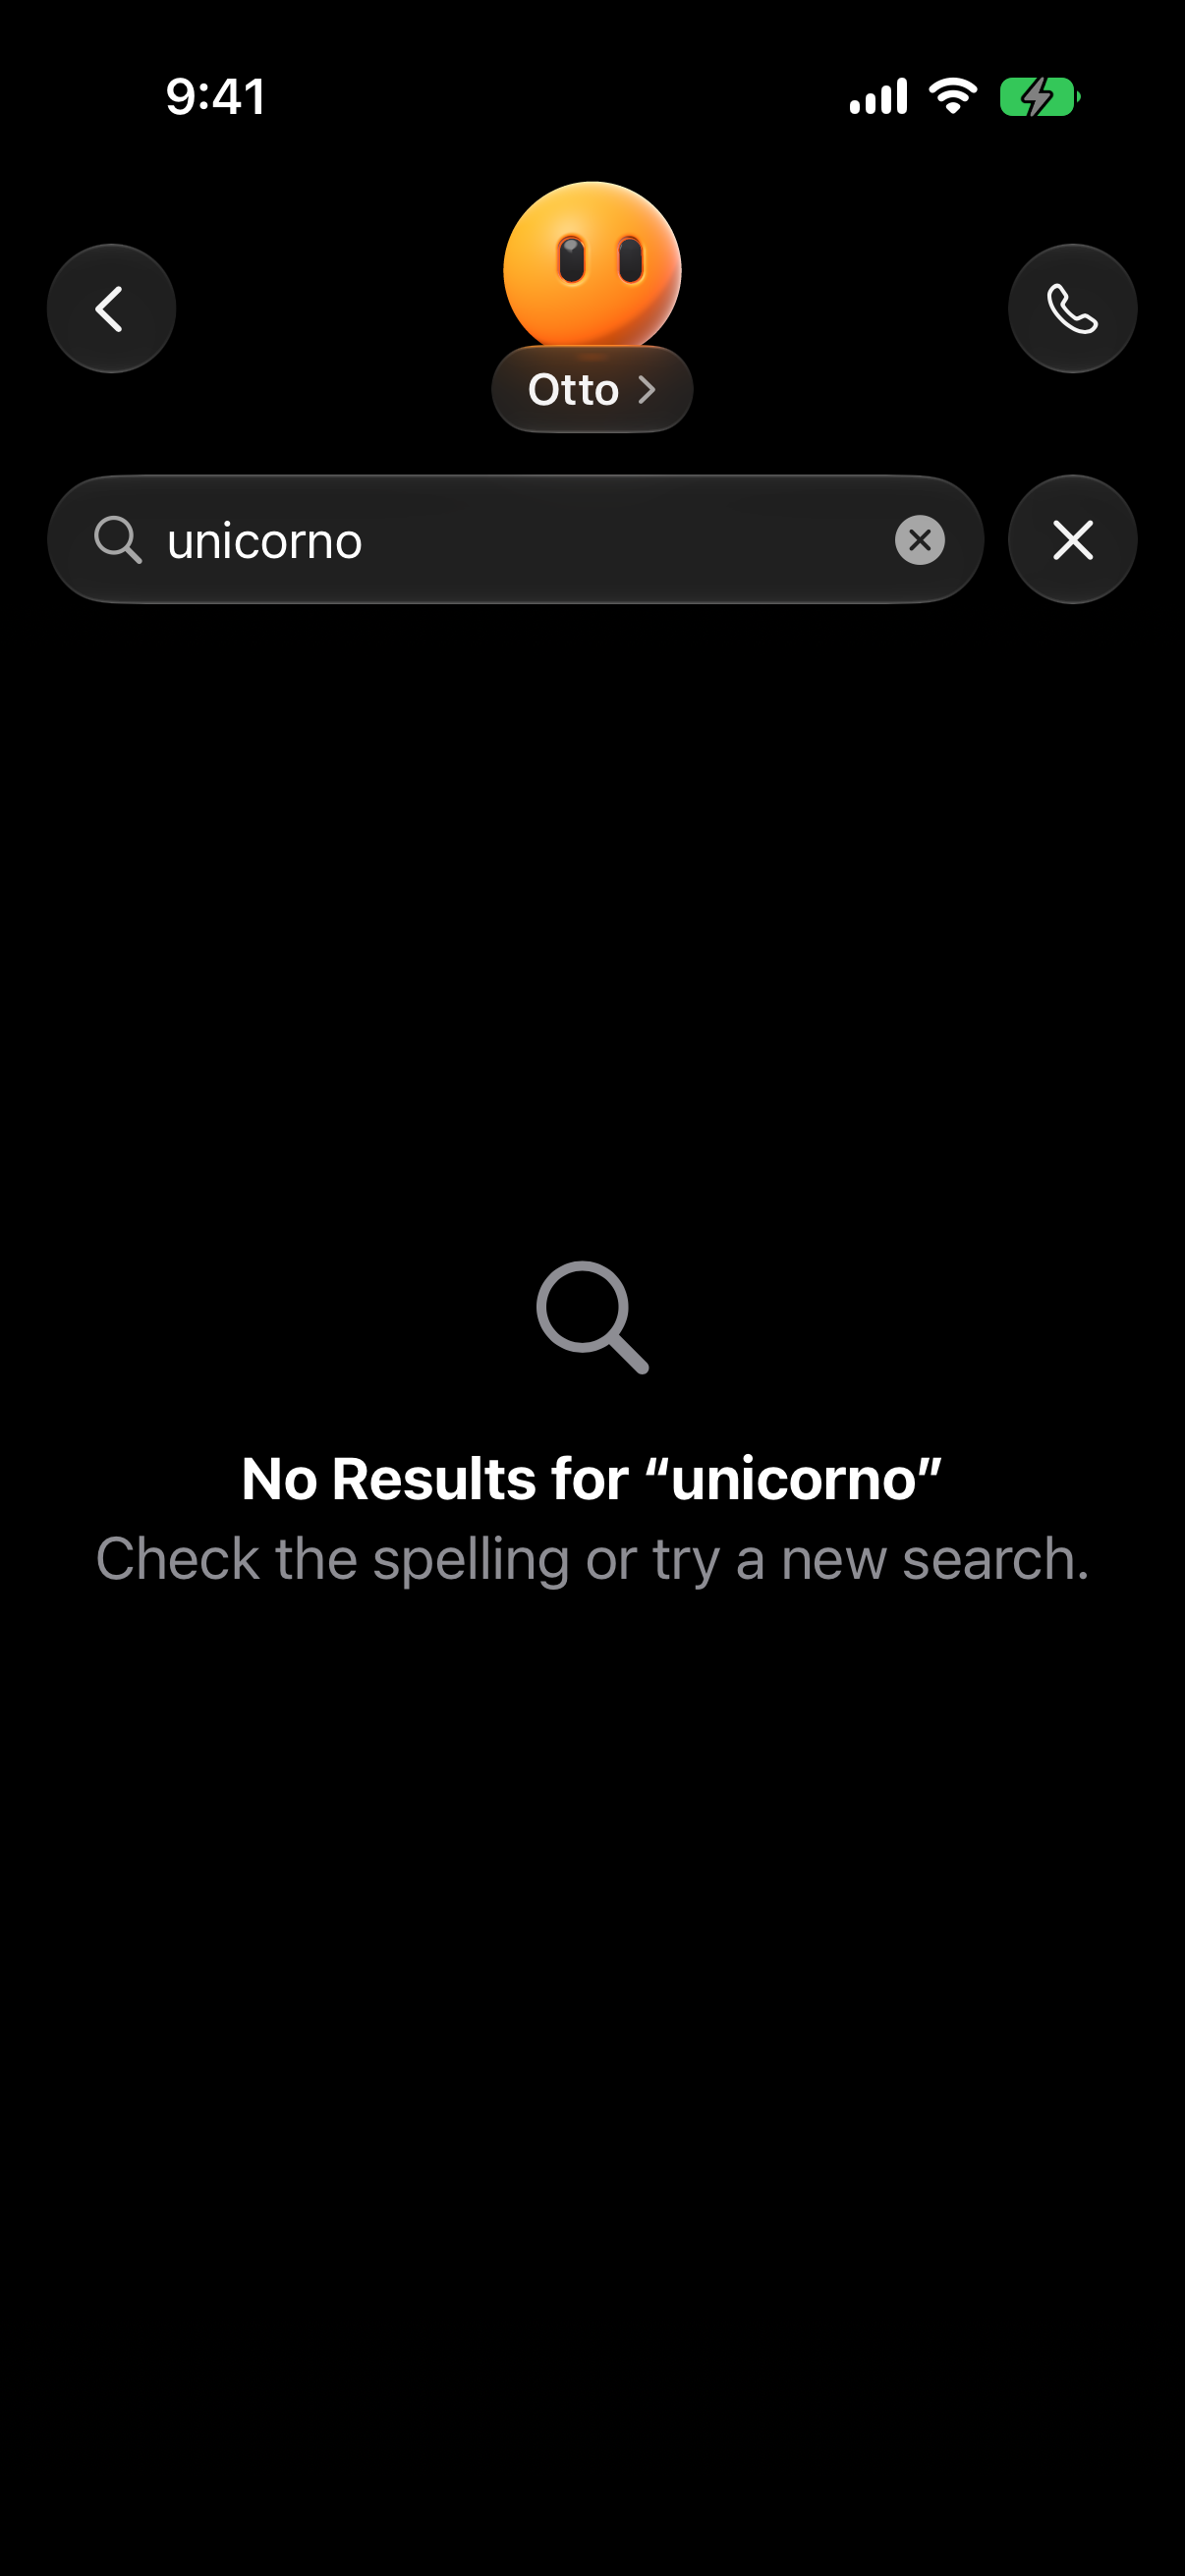 9:41
Otto
unicorno
No Results for “unicorno”
Check the spelling or try a new search.